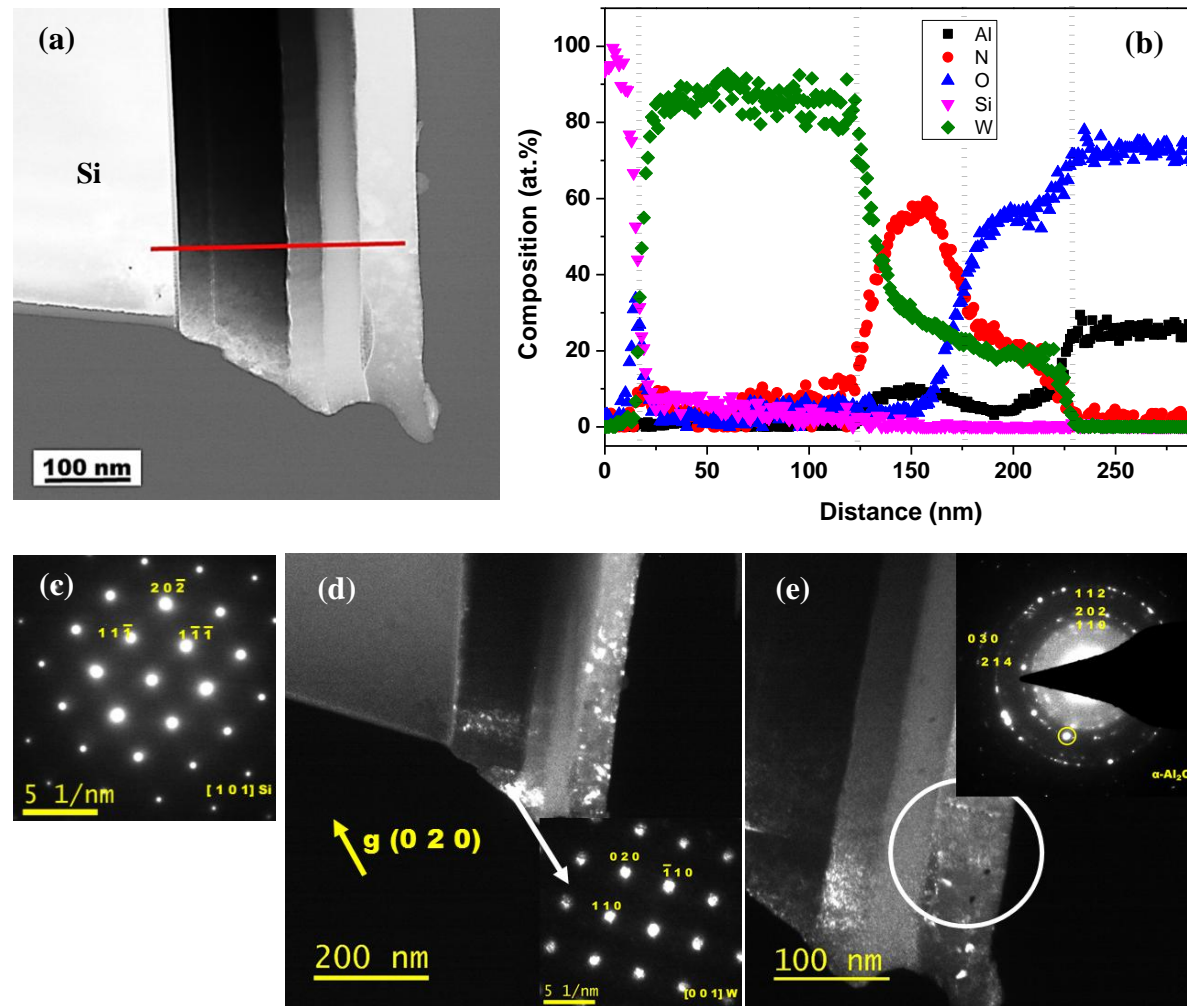 (a)
Si
100 nm
(b)
Al
N
O
Si
W
100
80
60
40
20
0
Composition (at.%)
0 50 100 150 200 250
Distance (nm)
(c)
2 0 2̅
1 1 1̅
1 1̅ 1̅
[ 1 0 1 ] Si
5 1/nm
(d)
g (0 2 0)
0 2 0
1̅ 1 0
1 1 0
200 nm
5 1/nm
[0 0 1] W
(e)
1 1 2
2 0 2
1 1 0
0 3 0
2 1 4
α-Al₂O
100 nm